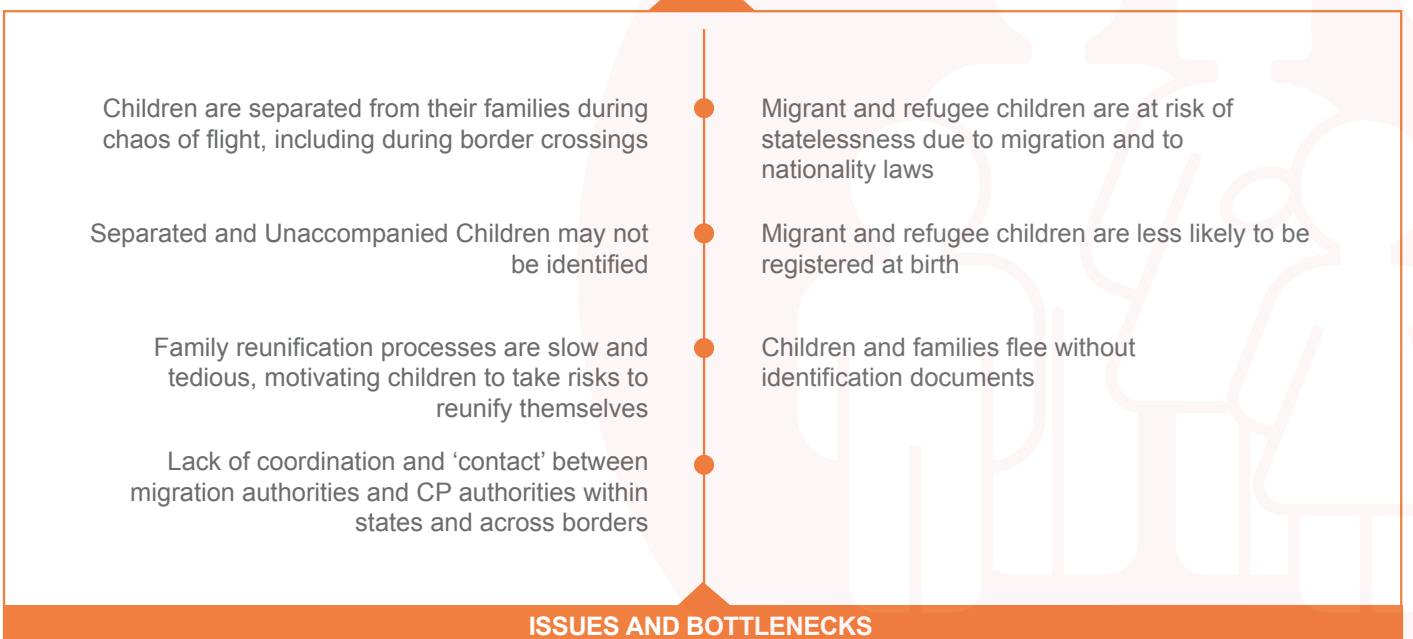 Children are separated from their families during
chaos of flight, including during border crossings
Separated and Unaccompanied Children may not
be identified
Family reunification processes are slow and
tedious, motivating children to take risks to
reunify themselves
Lack of coordination and ‘contact’ between
migration authorities and CP authorities within
states and across borders
Migrant and refugee children are at risk of
statelessness due to migration and to
nationality laws
Migrant and refugee children are less likely to be
registered at birth
Children and families flee without
identification documents
ISSUES AND BOTTLENECKS